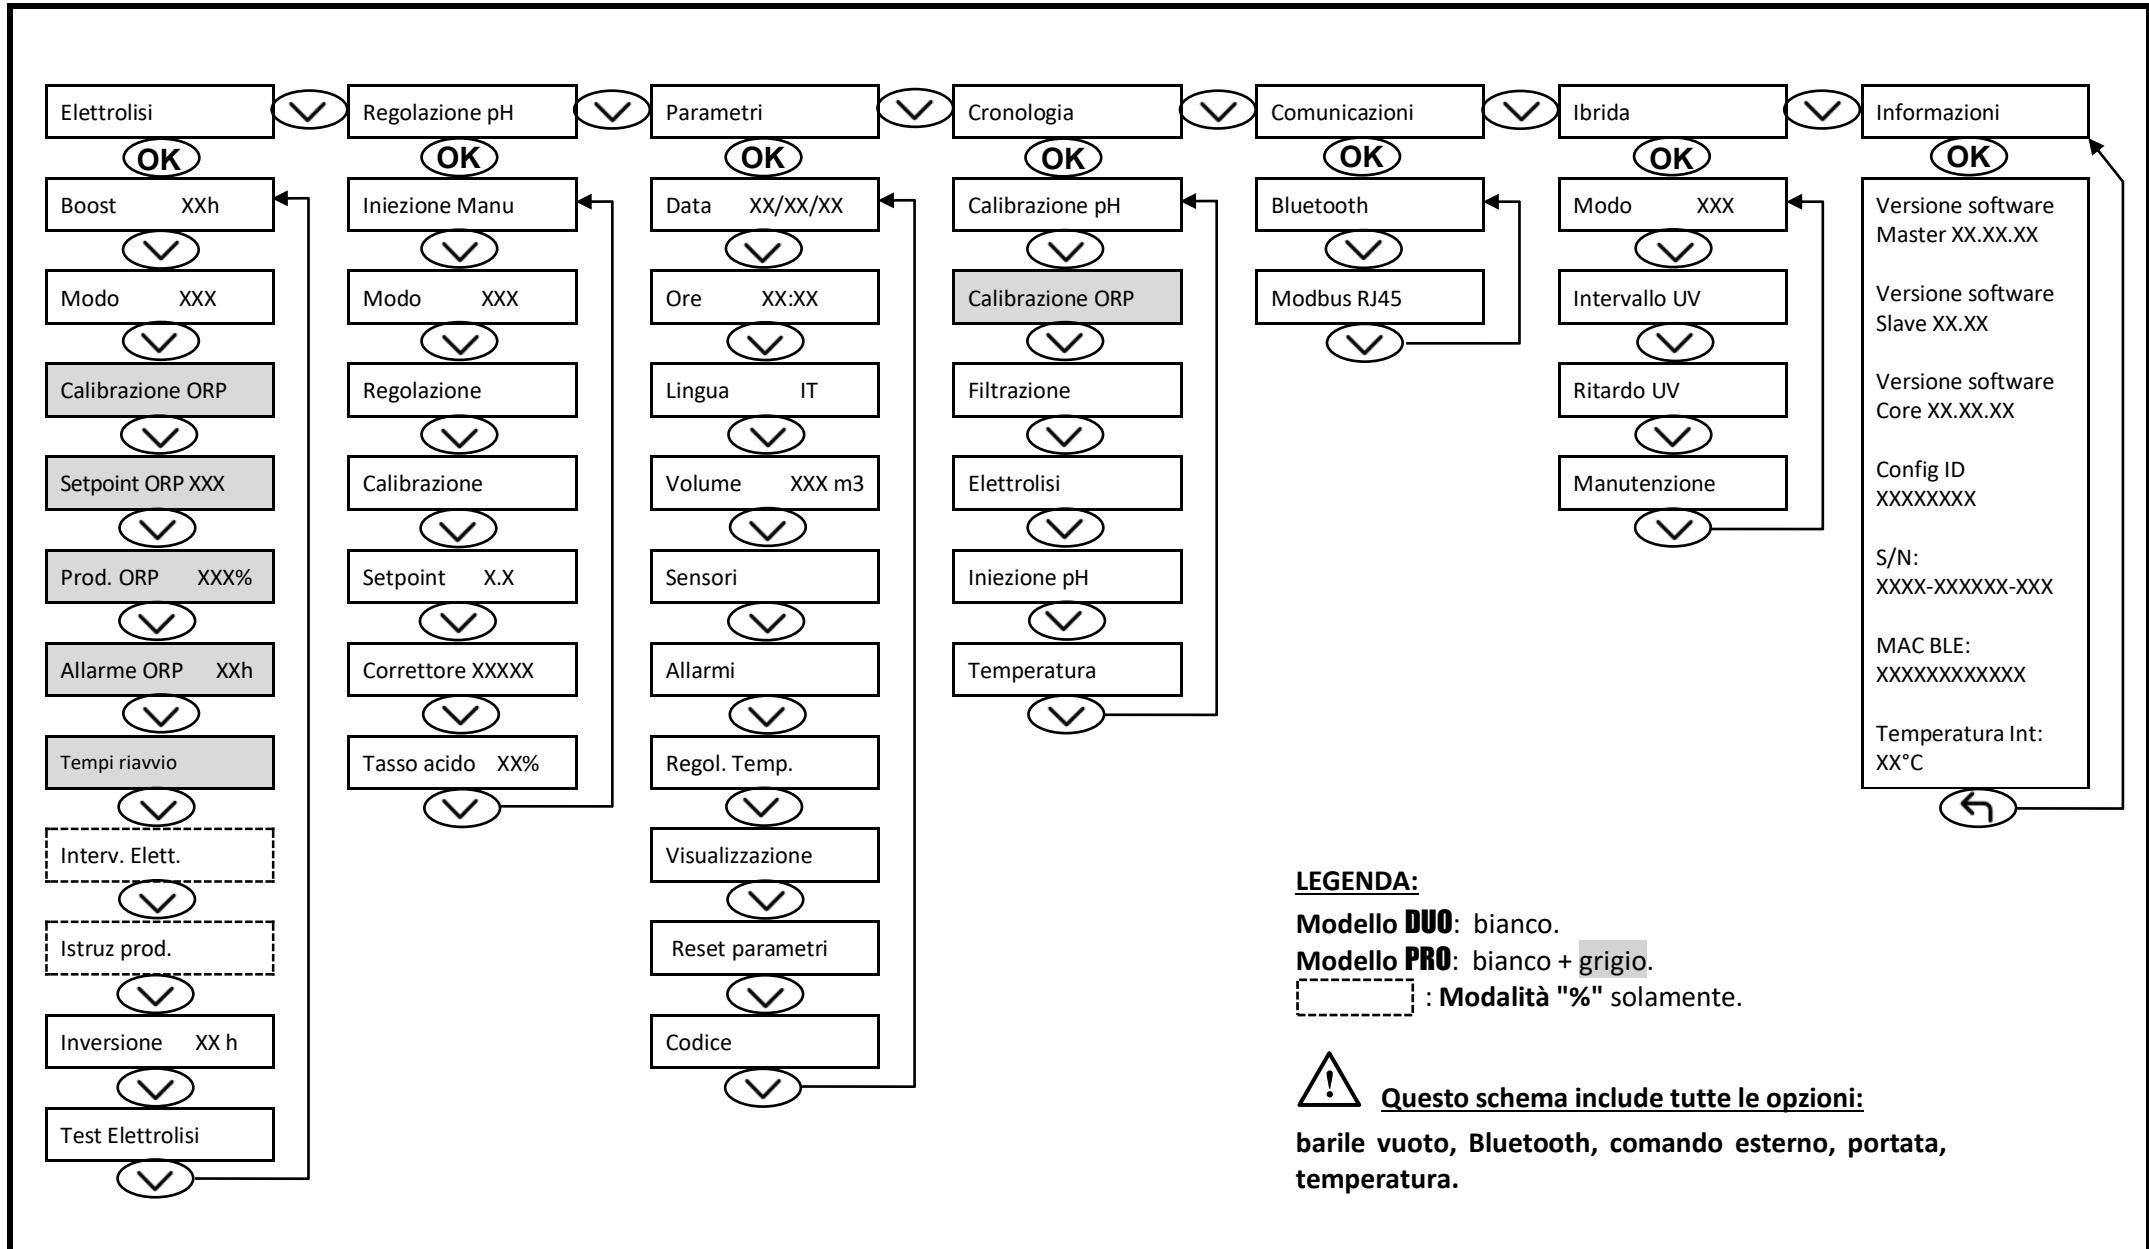 Elettrolisi
OK
Boost XXh
Modo XXX
Calibrazione ORP
Setpoint ORP XXX
Prod. ORP XXX%
Allarme ORP XXh
Tempi riavvio
Interv. Elett.
Istruz prod.
Inversione XX h
Test Elettrolisi
Regolazione pH
OK
Iniezione Manu
Modo XXX
Regolazione
Calibrazione
Setpoint X.X
Correttore XXXXX
Tasso acido XX%
Parametri
OK
Data XX/XX/XX
Ore XX:XX
Lingua IT
Volume XXX m3
Sensori
Allarmi
Regol. Temp.
Visualizzazione
Reset parametri
Codice
Cronologia
OK
Calibrazione pH
Calibrazione ORP
Filtrazione
Elettrolisi
Iniezione pH
Temperatura
Comunicazioni
OK
Bluetooth
Modbus RJ45
Ibrida
OK
Modo XXX
Intervallo UV
Ritardo UV
Manutenzione
Informazioni
OK
Versione software
Master XX.XX.XX
Versione software
Slave XX.XX
Versione software
Core XX.XX.XX
Config ID
XXXXXXXX
S/N:
XXXX-XXXXXX-XXX
MAC BLE:
XXXXXXXXXXXX
Temperatura Int:
XX°C
LEGENDA:
Modello DUO: bianco.
Modello PRO: bianco + grigio.
: Modalità "%" solamente.
Questo schema include tutte le opzioni:
barile vuoto, Bluetooth, comando esterno, portata,
temperatura.